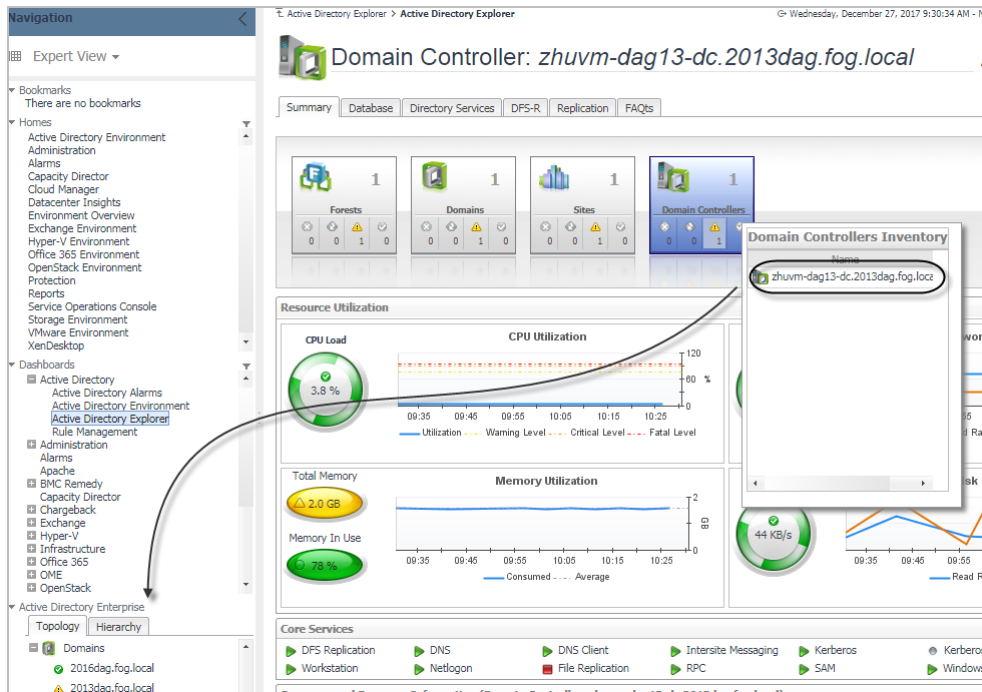 Navigation
Expert View
Bookmarks
There are no bookmarks
Homes
Active Directory Environment
Administration
Alarms
Capacity Director
Cloud Manager
Datacenter Insights
Environment Overview
Exchange Environment
Hyper-V Environment
Office 365 Environment
OpenStack Environment
Protection
Reports
Service Operations Console
Storage Environment
VMware Environment
XenDesktop
Dashboards
Active Directory
Active Directory Alarms
Active Directory Environment
Active Directory Explorer
Rule Management
Administration
Alarms
Apache
BMC Remedy
Capacity Director
Chargeback
Exchange
Hyper-V
Infrastructure
Office 365
OME
OpenStack
Active Directory Enterprise
Topology Hierarchy
Domains
2016dag.fog.local
2013dag.fog.local
Active Directory Explorer > Active Directory Explorer
Wednesday, December 27, 2017 9:30:34 AM -
Domain Controller: zhuvm-dag13-dc.2013dag.fog.local
Summary Database Directory Services DFS-R Replication FAQts
1 1 1 1
Forests Domains Sites Domain Controllers
0 0 1 0 0 0 1 0 0 0 1 0 0 0 1
Domain Controllers Inventory
Name
zhuvm-dag13-dc.2013dag.fog.loca
Resource Utilization
CPU Load
3.8 %
CPU Utilization
120
60 %
0
09:35 09:45 09:55 10:05 10:15 10:25
Utilization Warning Level Critical Level Fatal Level
Total Memory
2.0 GB
Memory In Use
78 %
Memory Utilization
2
GB
0
09:35 09:45 09:55 10:05 10:15 10:25
Consumed Average
44 KB/s
09:35 09:45 09:55
Read R
Core Services
DFS Replication DNS DNS Client Intersite Messaging Kerberos Kerbero
Workstation Netlogon File Replication RPC SAM Window